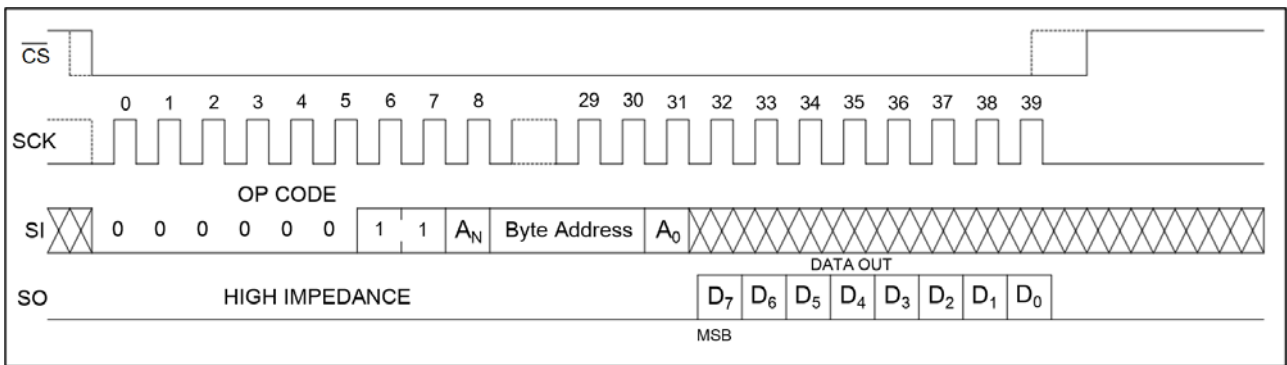 CS
0 1 2 3 4 5 6 7 8 29 30 31 32 33 34 35 36 37 38 39
SCK
OP CODE
SI 0 0 0 0 0 0 1 1 AN Byte Address A0
DATA OUT
SO HIGH IMPEDANCE D7 D6 D5 D4 D3 D2 D1 D0
MSB